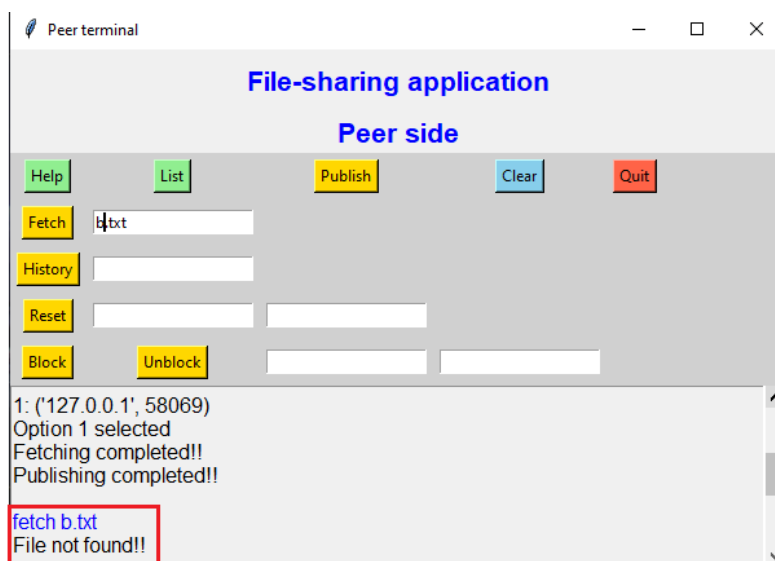 Peer terminal
File-sharing application
Peer side
Help List Publish Clear Quit
Fetch b.txt
History
Reset
Block Unblock
1: ('127.0.0.1', 58069)
Option 1 selected
Fetching completed!!
Publishing completed!!
fetch b.txt
File not found!!